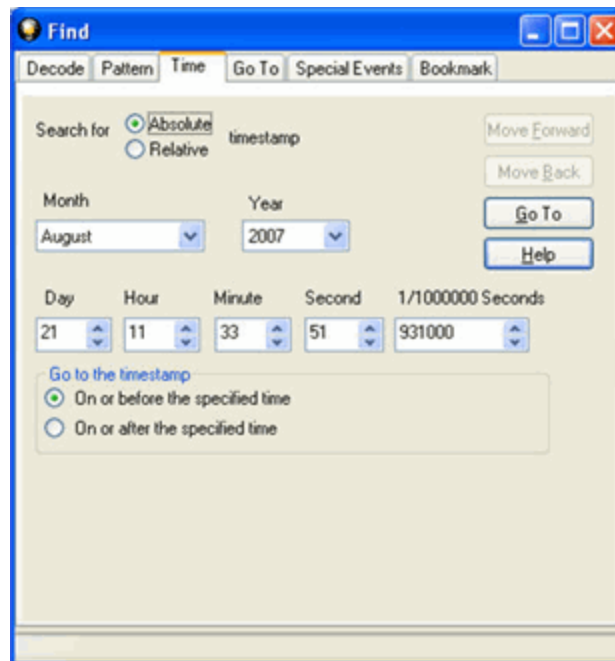 Find
Decode Pattern Time Go To Special Events Bookmark
Search for Absolute timestamp
Relative
Move Forward
Move Back
Month Year
Go To
August 2007
Help
Day Hour Minute Second 1/1000000 Seconds
21 11 33 51 931000
Go to the timestamp
On or before the specified time
On or after the specified time